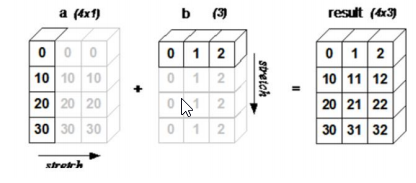 a (4x1) b (3) result (4x3)
0 0 0 0 1 2 0 1 2
10 10 10 0 1 2 10 11 12
+ stretch =
20 20 20 0 1 2 20 21 22
30 30 30 0 1 2 30 31 32
stretch